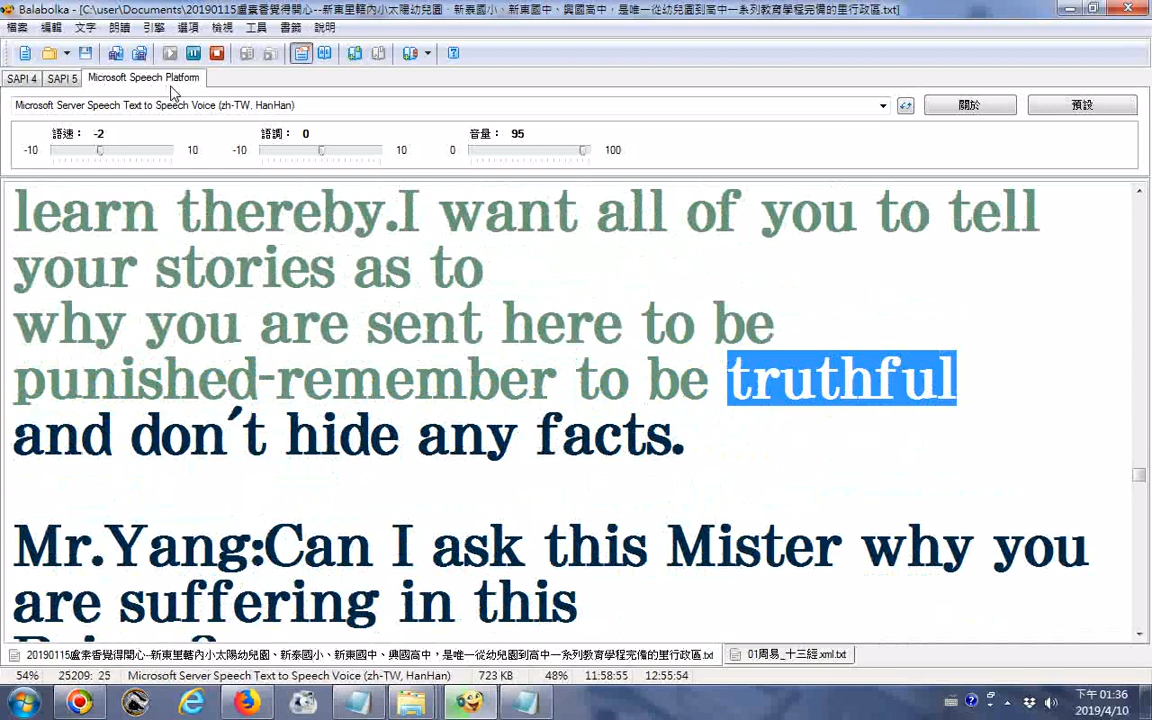 Balabolka - [C:\user\Documents\20190115盧素香覺得開心--新東里轄內小太陽幼兒園、新泰國小、新東國中、興國高中，是唯一從幼兒園到高中一系列教育學程完備的里行政區.txt]
檔案 編輯 文字 朗讀 引擎 選項 檢視 工具 書籤 說明
SAPI 4 SAPI 5 Microsoft Speech Platform
Microsoft Server Speech Text to Speech Voice (zh-TW, HanHan) 關於 預設
語速： -2 語調： 0 音量： 95
-10 10 -10 10 0 100
learn thereby.I want all of you to tell
your stories as to
why you are sent here to be
punished-remember to be truthful
and don't hide any facts.
Mr.Yang:Can I ask this Mister why you
are suffering in this
20190115盧素香覺得開心--新東里轄內小太陽幼兒園、新泰國小、新東國中、興國高中，是唯一從幼兒園到高中一系列教育學程完備的里行政區.txt 01周易_十三經.xml.txt
54% 25209: 25 Microsoft Server Speech Text to Speech Voice (zh-TW, HanHan) 723 KB 48% 11:58:55 12:55:54
下午 01:36
2019/4/10